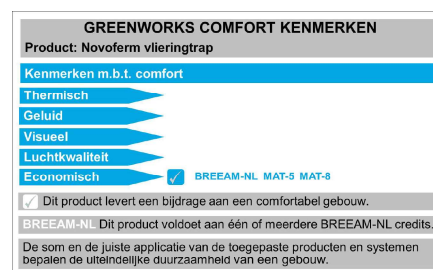 GREENWORKS COMFORT KENMERKEN
Product: Novoferm vlieringtrap
Kenmerken m.b.t. comfort
Thermisch
Geluid
Visueel
Luchtkwaliteit
Economisch BREEAM-NL MAT-5 MAT-8
Dit product levert een bijdrage aan een comfortabel gebouw.
BREEAM-NL Dit product voldoet aan één of meerdere BREEAM-NL credits.
De som en de juiste applicatie van de toegepaste producten en systemen
bepalen de uiteindelijke duurzaamheid van een gebouw.